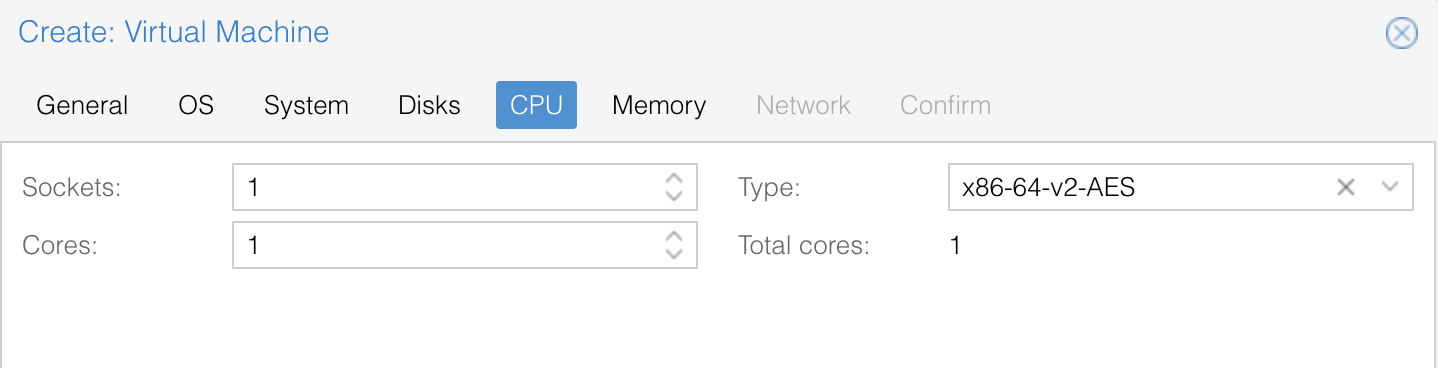 Create: Virtual Machine
General OS System Disks CPU Memory Network Confirm
Sockets: 1 Type: x86-64-v2-AES
Cores: 1 Total cores: 1